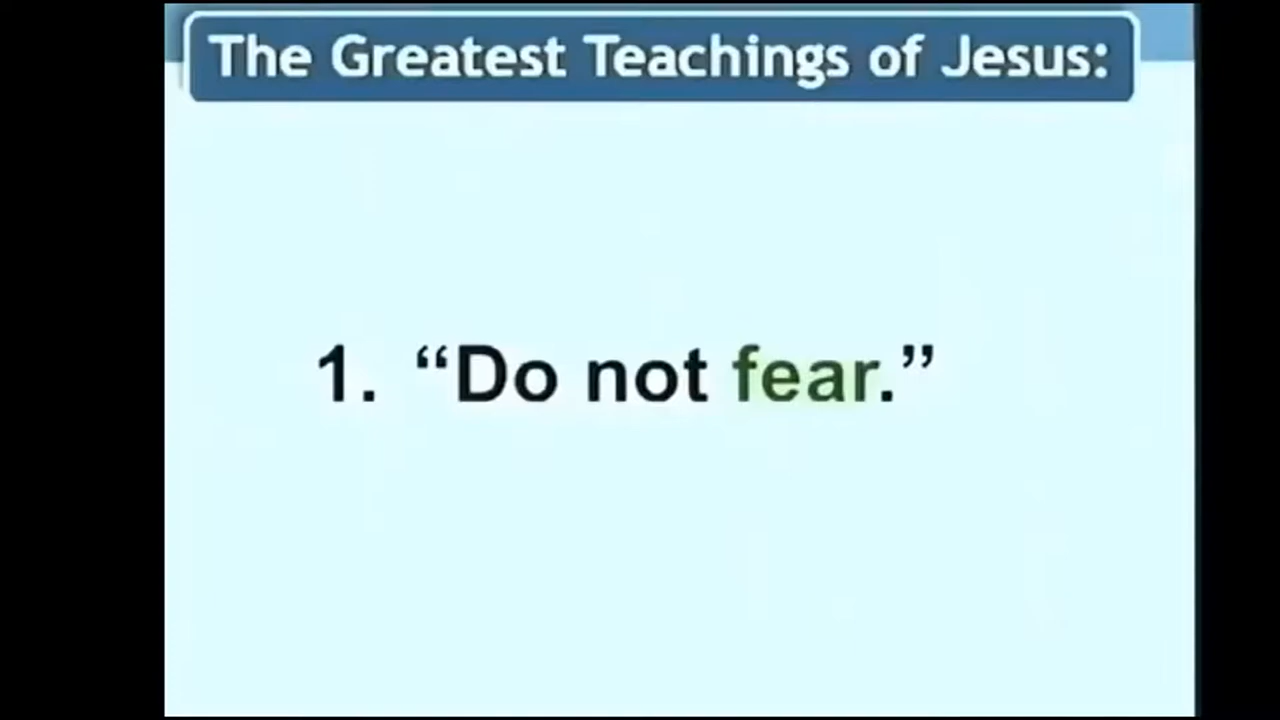 The Greatest Teachings of Jesus:
1. “Do not fear.”